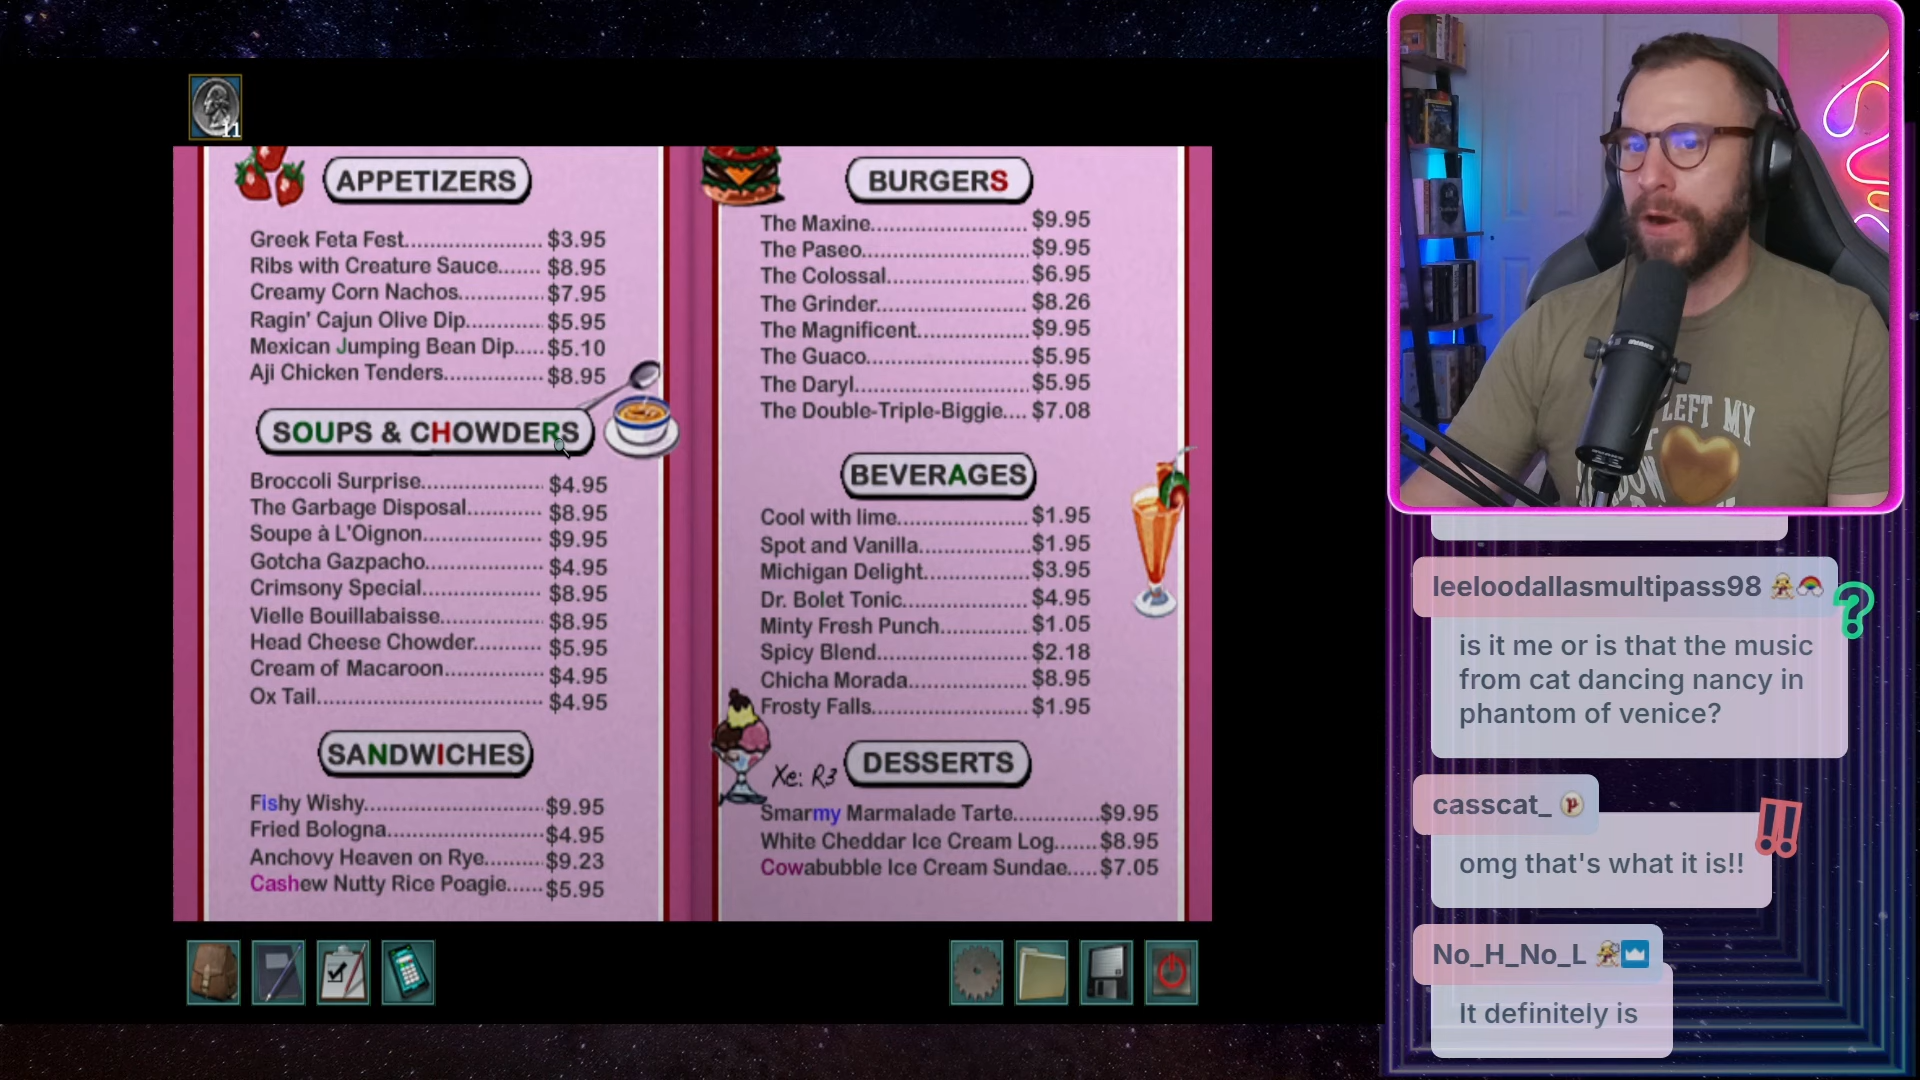 11
APPETIZERS
Greek Feta Fest....................... $3.95
Ribs with Creature Sauce....... $8.95
Creamy Corn Nachos.............. $7.95
Ragin' Cajun Olive Dip............. $5.95
Mexican Jumping Bean Dip..... $5.10
Aji Chicken Tenders................. $8.95
SOUPS & CHOWDERS
Broccoli Surprise..................... $4.95
The Garbage Disposal............. $8.95
Soupe à L'Oignon.................... $9.95
Gotcha Gazpacho.................... $4.95
Crimsony Special..................... $8.95
Vielle Bouillabaisse.................. $8.95
Head Cheese Chowder........... $5.95
Cream of Macaroon................. $4.95
Ox Tail...................................... $4.95
SANDWICHES
Fishy Wishy.............................. $9.95
Fried Bologna........................... $4.95
Anchovy Heaven on Rye.......... $9.23
Cashew Nutty Rice Poagie...... $5.95
BURGERS
The Maxine.......................... $9.95
The Paseo............................ $9.95
The Colossal........................ $6.95
The Grinder.......................... $8.26
The Magnificent................... $9.95
The Guaco............................ $5.95
The Daryl............................. $5.95
The Double-Triple-Biggie.... $7.08
BEVERAGES
Cool with lime...................... $1.95
Spot and Vanilla................... $1.95
Michigan Delight.................. $3.95
Dr. Bolet Tonic..................... $4.95
Minty Fresh Punch............... $1.05
Spicy Blend.......................... $2.18
Chicha Morada..................... $8.95
Frosty Falls.......................... $1.95
Xe: R3
DESSERTS
Smarmy Marmalade Tarte.............. $9.95
White Cheddar Ice Cream Log....... $8.95
Cowabubble Ice Cream Sundae..... $7.05
LEFT MY
leeloodallasmultipass98
is it me or is that the music
from cat dancing nancy in
phantom of venice?
casscat_
omg that's what it is!!
No_H_No_L
It definitely is